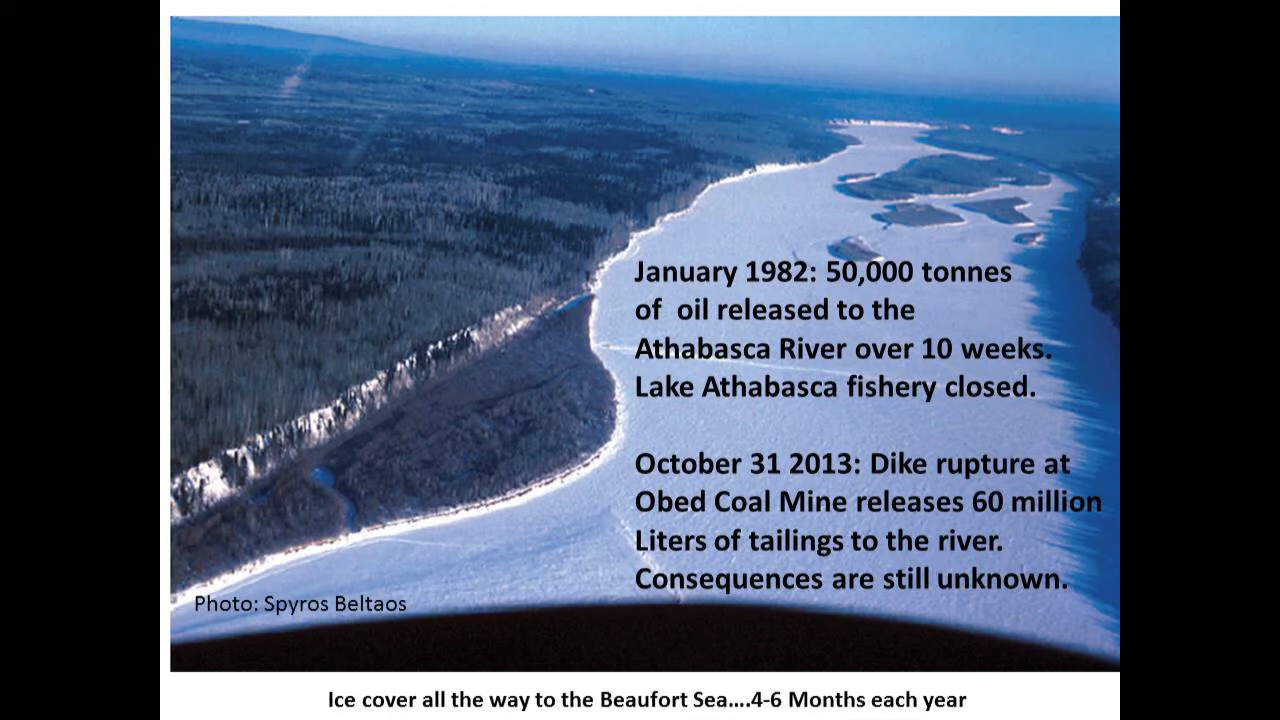 January 1982: 50,000 tonnes
of  oil released to the
Athabasca River over 10 weeks.
Lake Athabasca fishery closed.
October 31 2013: Dike rupture at
Obed Coal Mine releases 60 million
Liters of tailings to the river.
Consequences are still unknown.
Photo: Spyros Beltaos
Ice cover all the way to the Beaufort Sea....4-6 Months each year